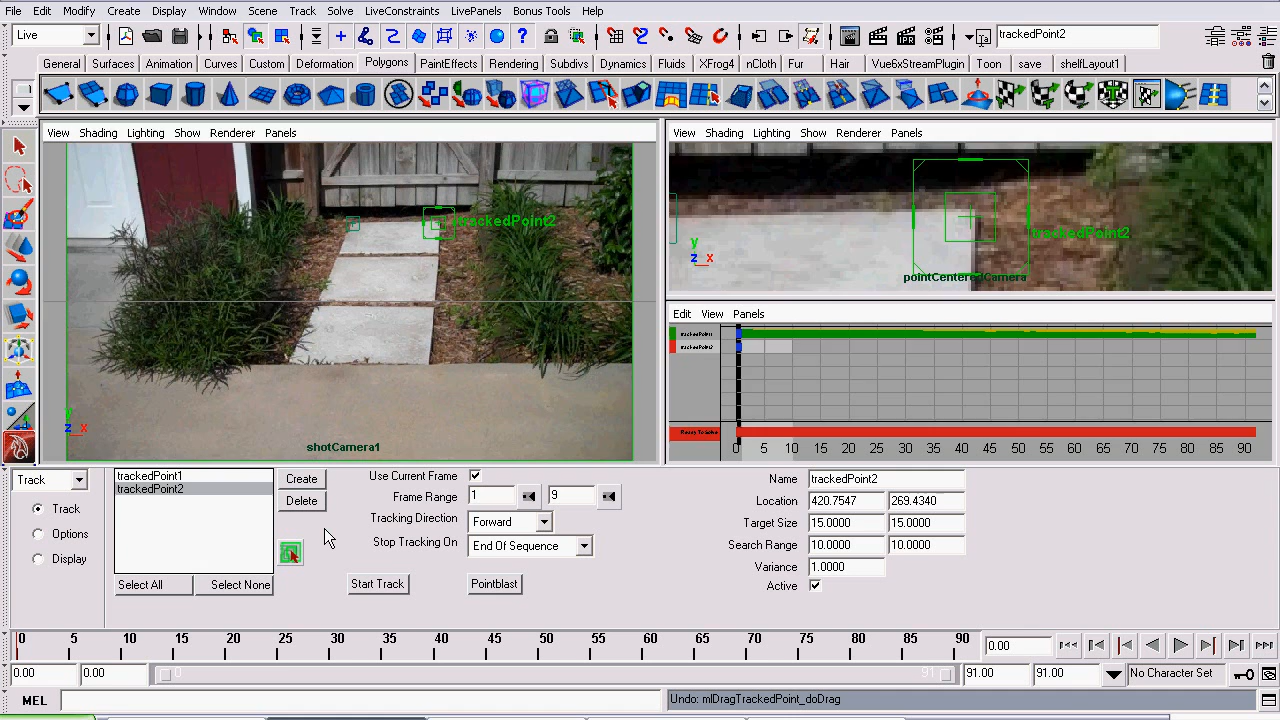 File Edit Modify Create Display Window Scene Track Solve LiveConstraints LivePanels Bonus Tools Help
Live trackedPoint2
General Surfaces Animation Curves Custom Deformation Polygons PaintEffects Rendering Subdivs Dynamics Fluids XFrog4 nCloth Fur Hair Vue6xStreamPlugin Toon save shelfLayout1
View Shading Lighting Show Renderer Panels
trackedPoint2
y
z x
shotCamera1
View Shading Lighting Show Renderer Panels
trackedPoint2
y
z x
pointCenteredCamera
Edit View Panels
trackedPoint1
trackedPoint2
Ready To Solve
0 5 10 15 20 25 30 35 40 45 50 55 60 65 70 75 80 85 90
Track
Track
Options
Display
trackedPoint1
trackedPoint2
Select All Select None
Create
Delete
Use Current Frame
Frame Range 1 9
Tracking Direction Forward
Stop Tracking On End Of Sequence
Start Track Pointblast
Name trackedPoint2
Location 420.7547 269.4340
Target Size 15.0000 15.0000
Search Range 10.0000 10.0000
Variance 1.0000
Active
0 5 10 15 20 25 30 35 40 45 50 55 60 65 70 75 80 85 90 0.00
0.00 0.00 0 91 91.00 91.00 No Character Set
MEL Undo: mlDragTrackedPoint_doDrag